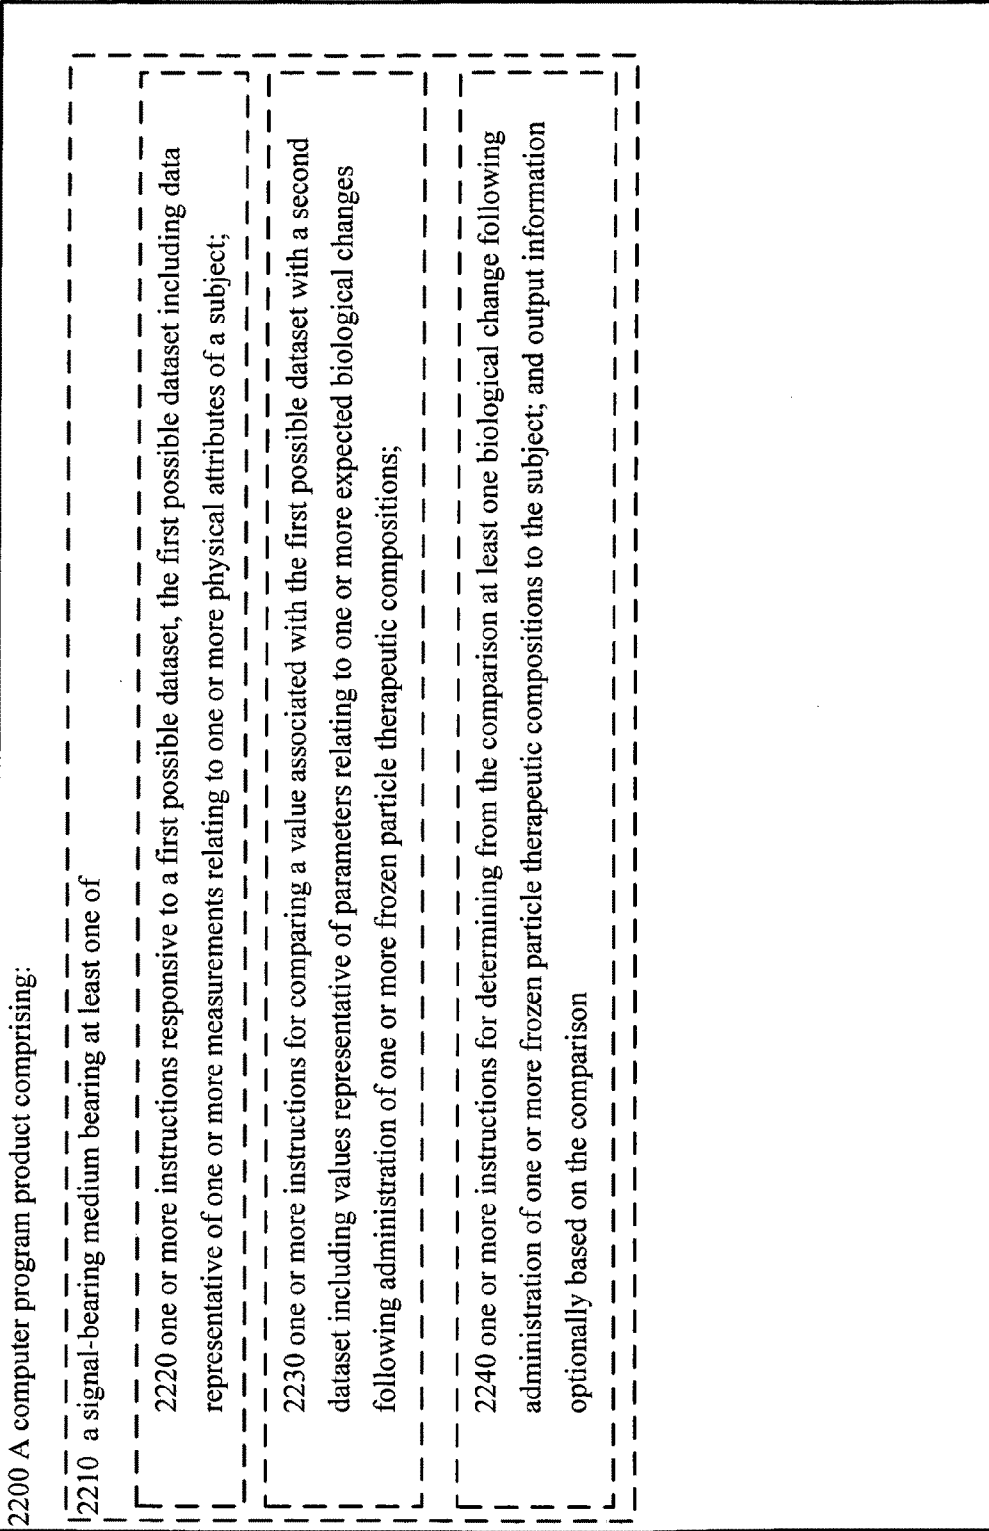 2200 A computer program product comprising:
2210 a signal-bearing medium bearing at least one of
2220 one or more instructions responsive to a first possible dataset, the first possible dataset including data
representative of one or more measurements relating to one or more physical attributes of a subject;
2230 one or more instructions for comparing a value associated with the first possible dataset with a second
dataset including values representative of parameters relating to one or more expected biological changes
following administration of one or more frozen particle therapeutic compositions;
2240 one or more instructions for determining from the comparison at least one biological change following
administration of one or more frozen particle therapeutic compositions to the subject; and output information
optionally based on the comparison